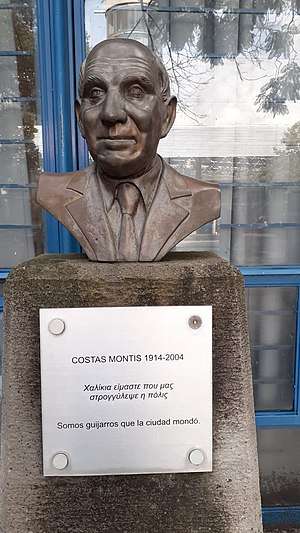 COSTAS MONTIS 1914-2004
Χαλίκια είμαστε που μας
στρογγύλεψε η πόλις
Somos guijarros que la ciudad mondó.